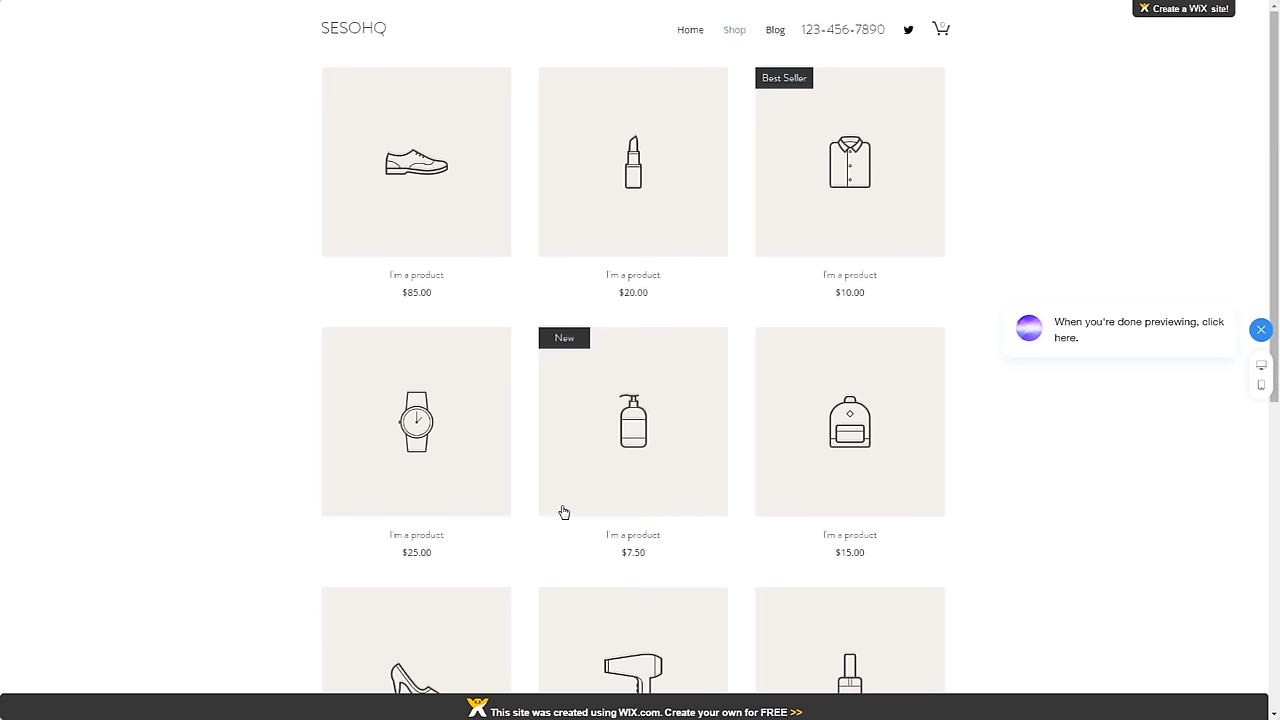 Create a WiX site!
SESOHQ
Home Shop Blog 123-456-7890 0
Best Seller
I'm a product I'm a product I'm a product
$85.00 $20.00 $10.00
When you're done previewing, click
here.
New
I'm a product I'm a product I'm a product
$25.00 $7.50 $15.00
This site was created using WIX.com. Create your own for FREE >>